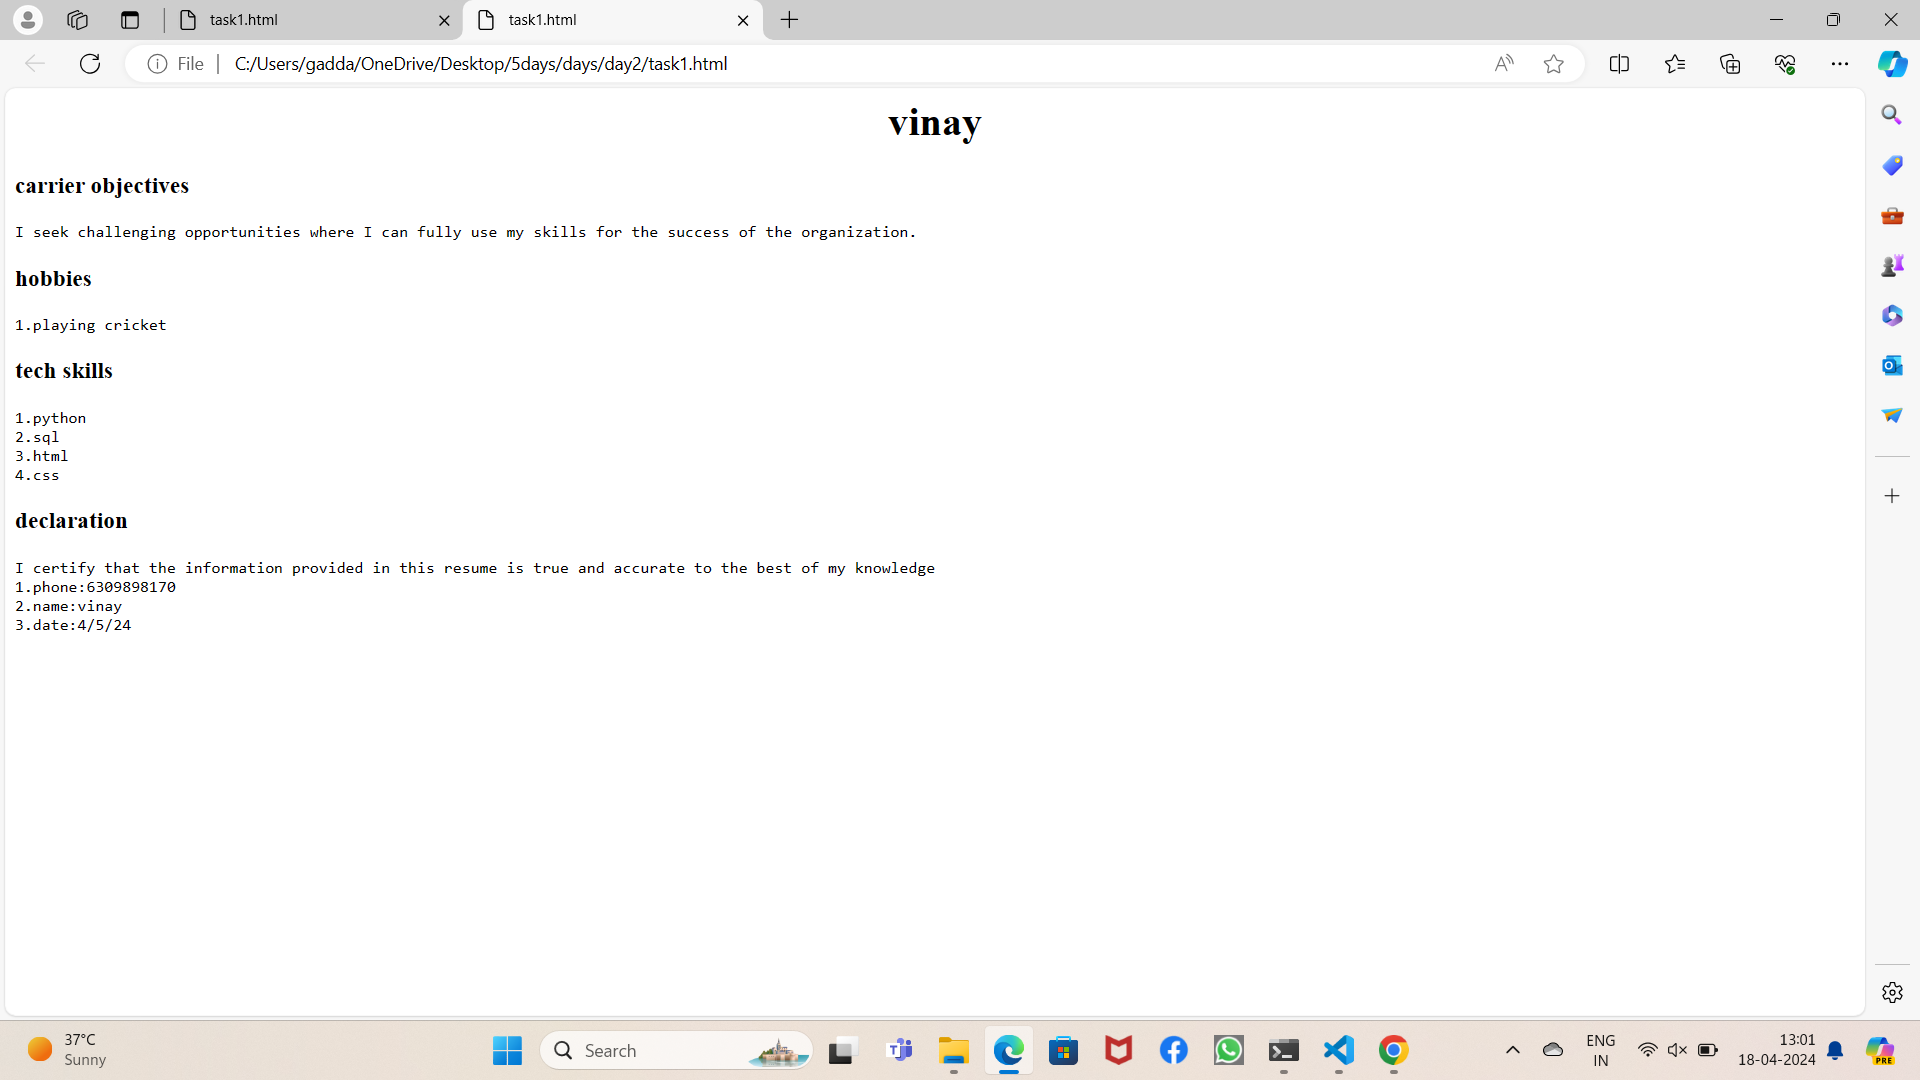 task1.html
task1.html
File
C:/Users/gadda/OneDrive/Desktop/5days/days/day2/task1.html
vinay
carrier objectives
I seek challenging opportunities where I can fully use my skills for the success of the organization.
hobbies
1.playing cricket
tech skills
1.python
2.sql
3.html
4.css
declaration
I certify that the information provided in this resume is true and accurate to the best of my knowledge
1.phone:6309898170
2.name:vinay
3.date:4/5/24
37°C
Sunny
Search
ENG
IN
13:01
18-04-2024
PRE